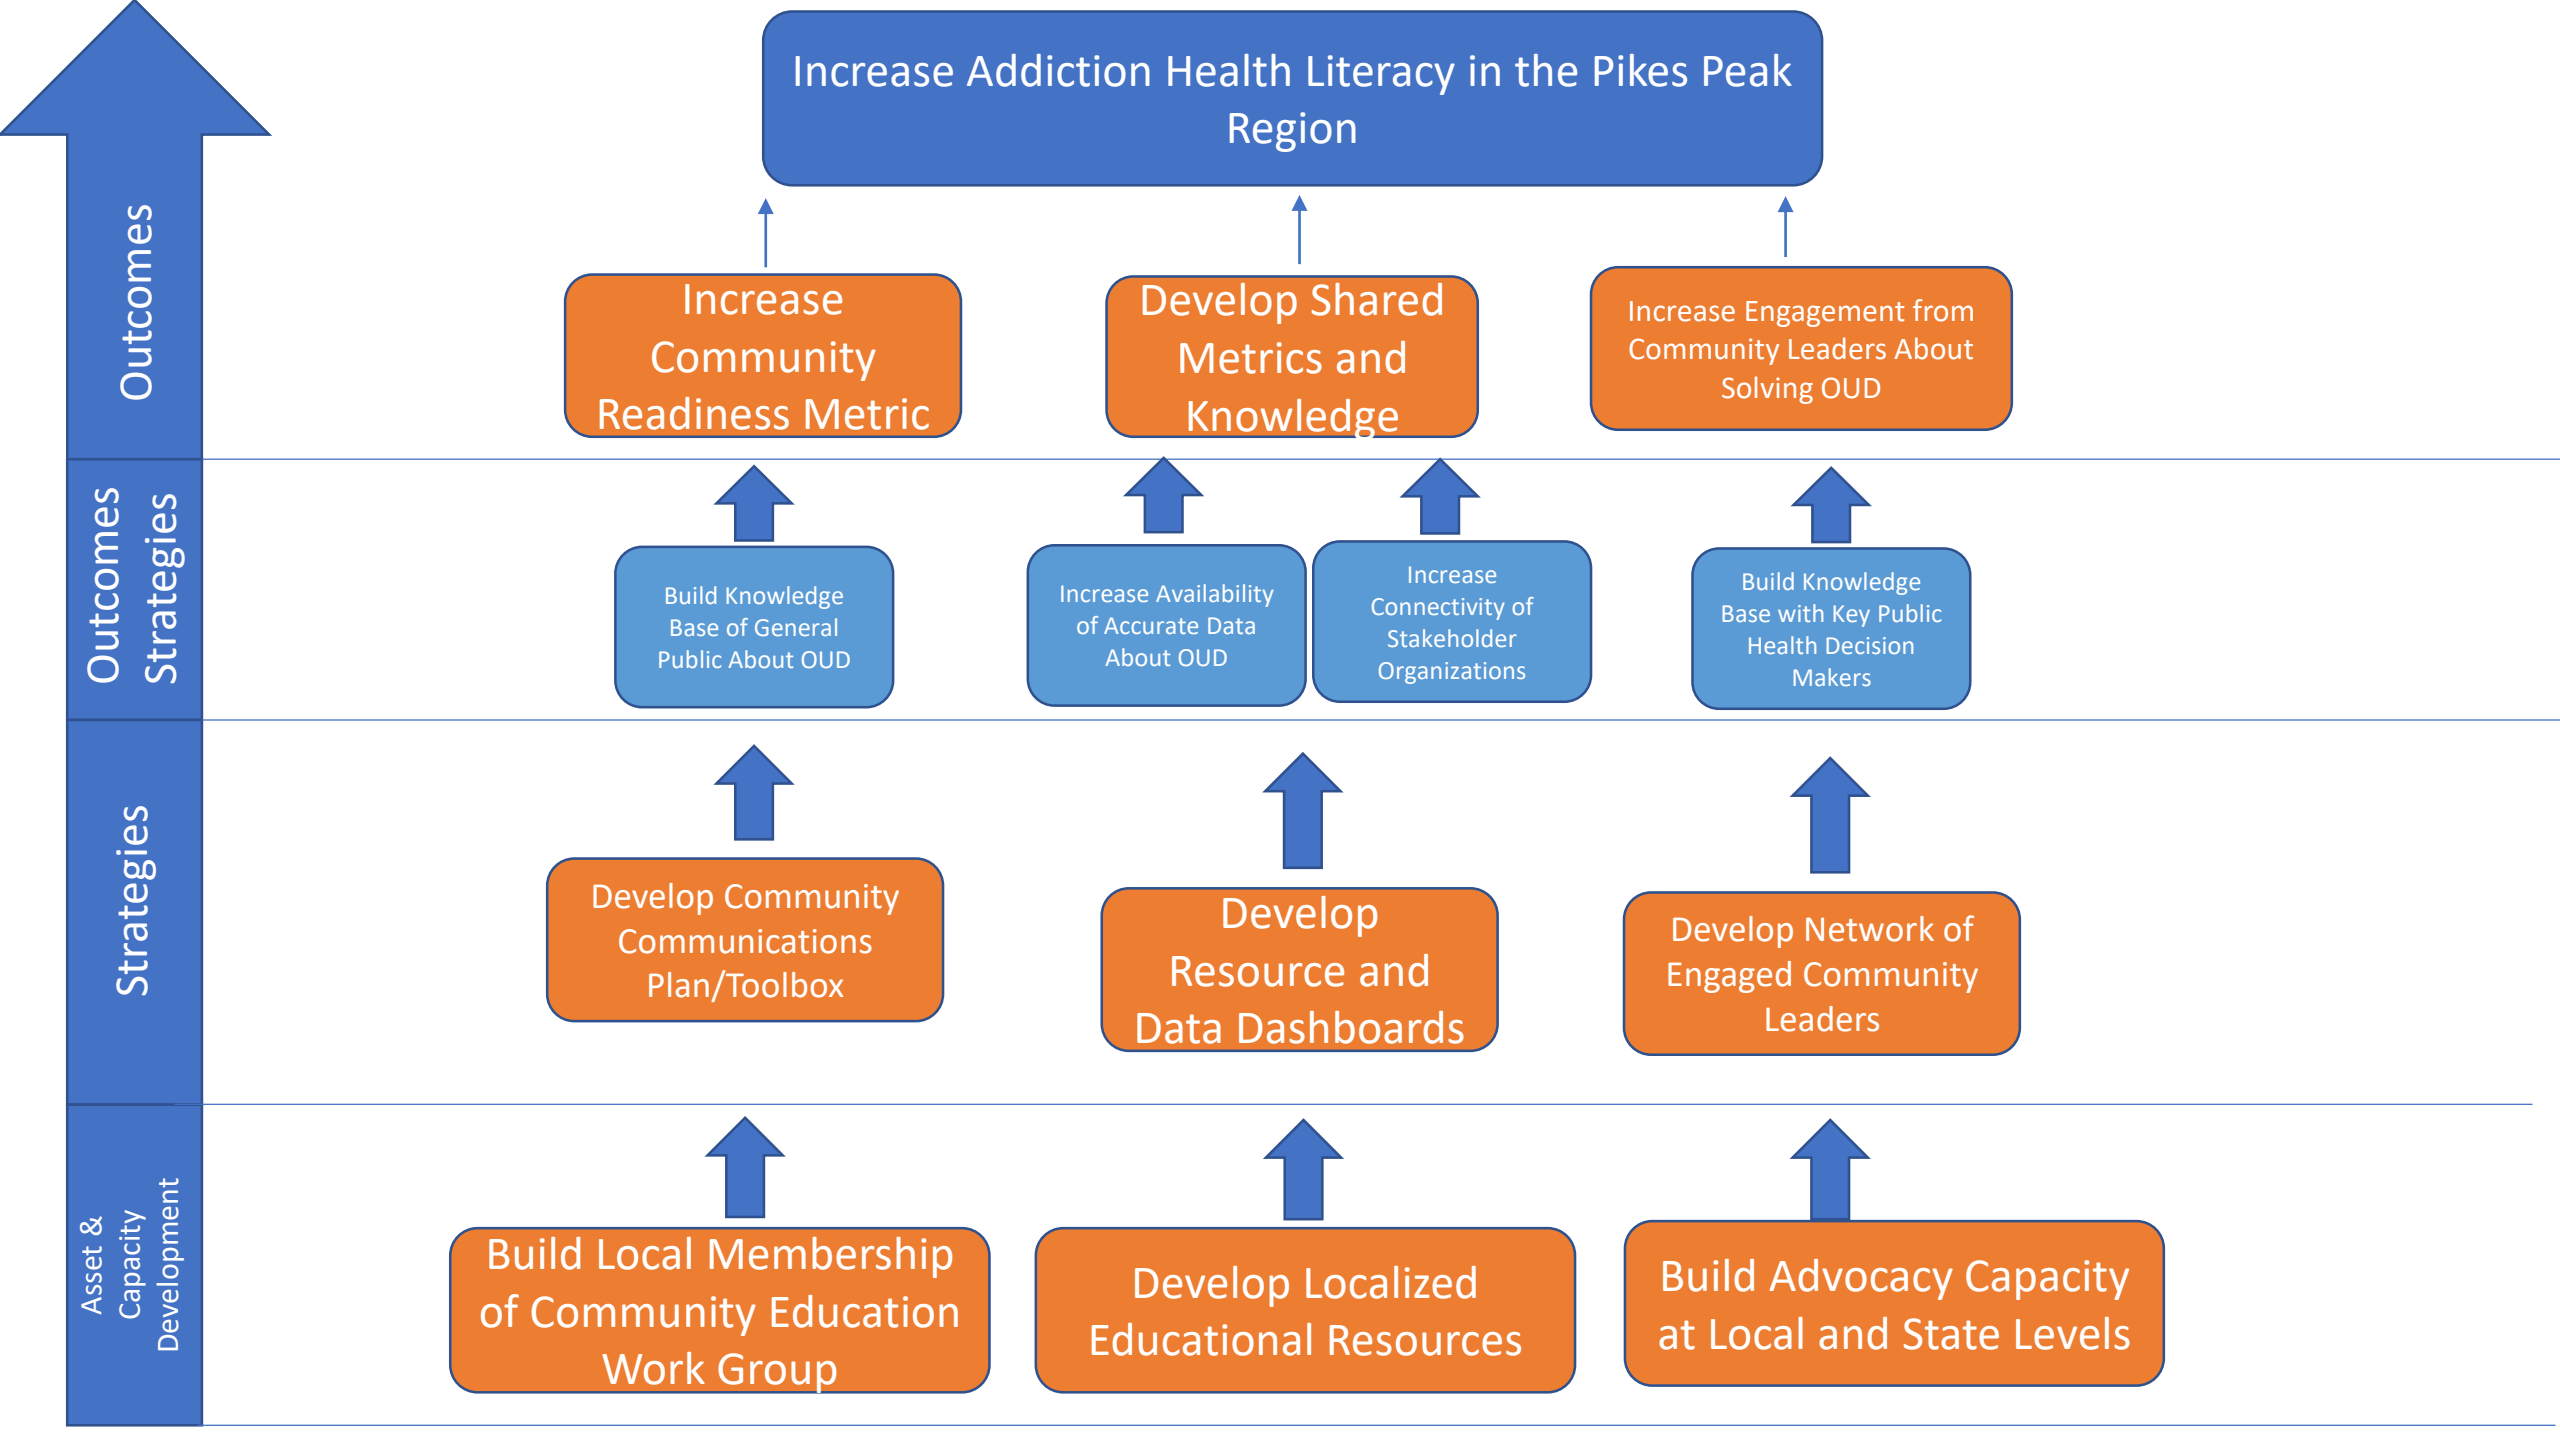 Increase Addiction Health Literacy in the Pikes Peak
Region
Outcomes
Increase
Community
Readiness Metric
Develop Shared
Metrics and
Knowledge
Increase Engagement from
Community Leaders About
Solving OUD
Outcomes
Strategies
Build Knowledge
Base of General
Public About OUD
Increase Availability
of Accurate Data
About OUD
Increase
Connectivity of
Stakeholder
Organizations
Build Knowledge
Base with Key Public
Health Decision
Makers
Strategies
Develop Community
Communications
Plan/Toolbox
Develop
Resource and
Data Dashboards
Develop Network of
Engaged Community
Leaders
Asset &
Capacity
Development
Build Local Membership
of Community Education
Work Group
Develop Localized
Educational Resources
Build Advocacy Capacity
at Local and State Levels